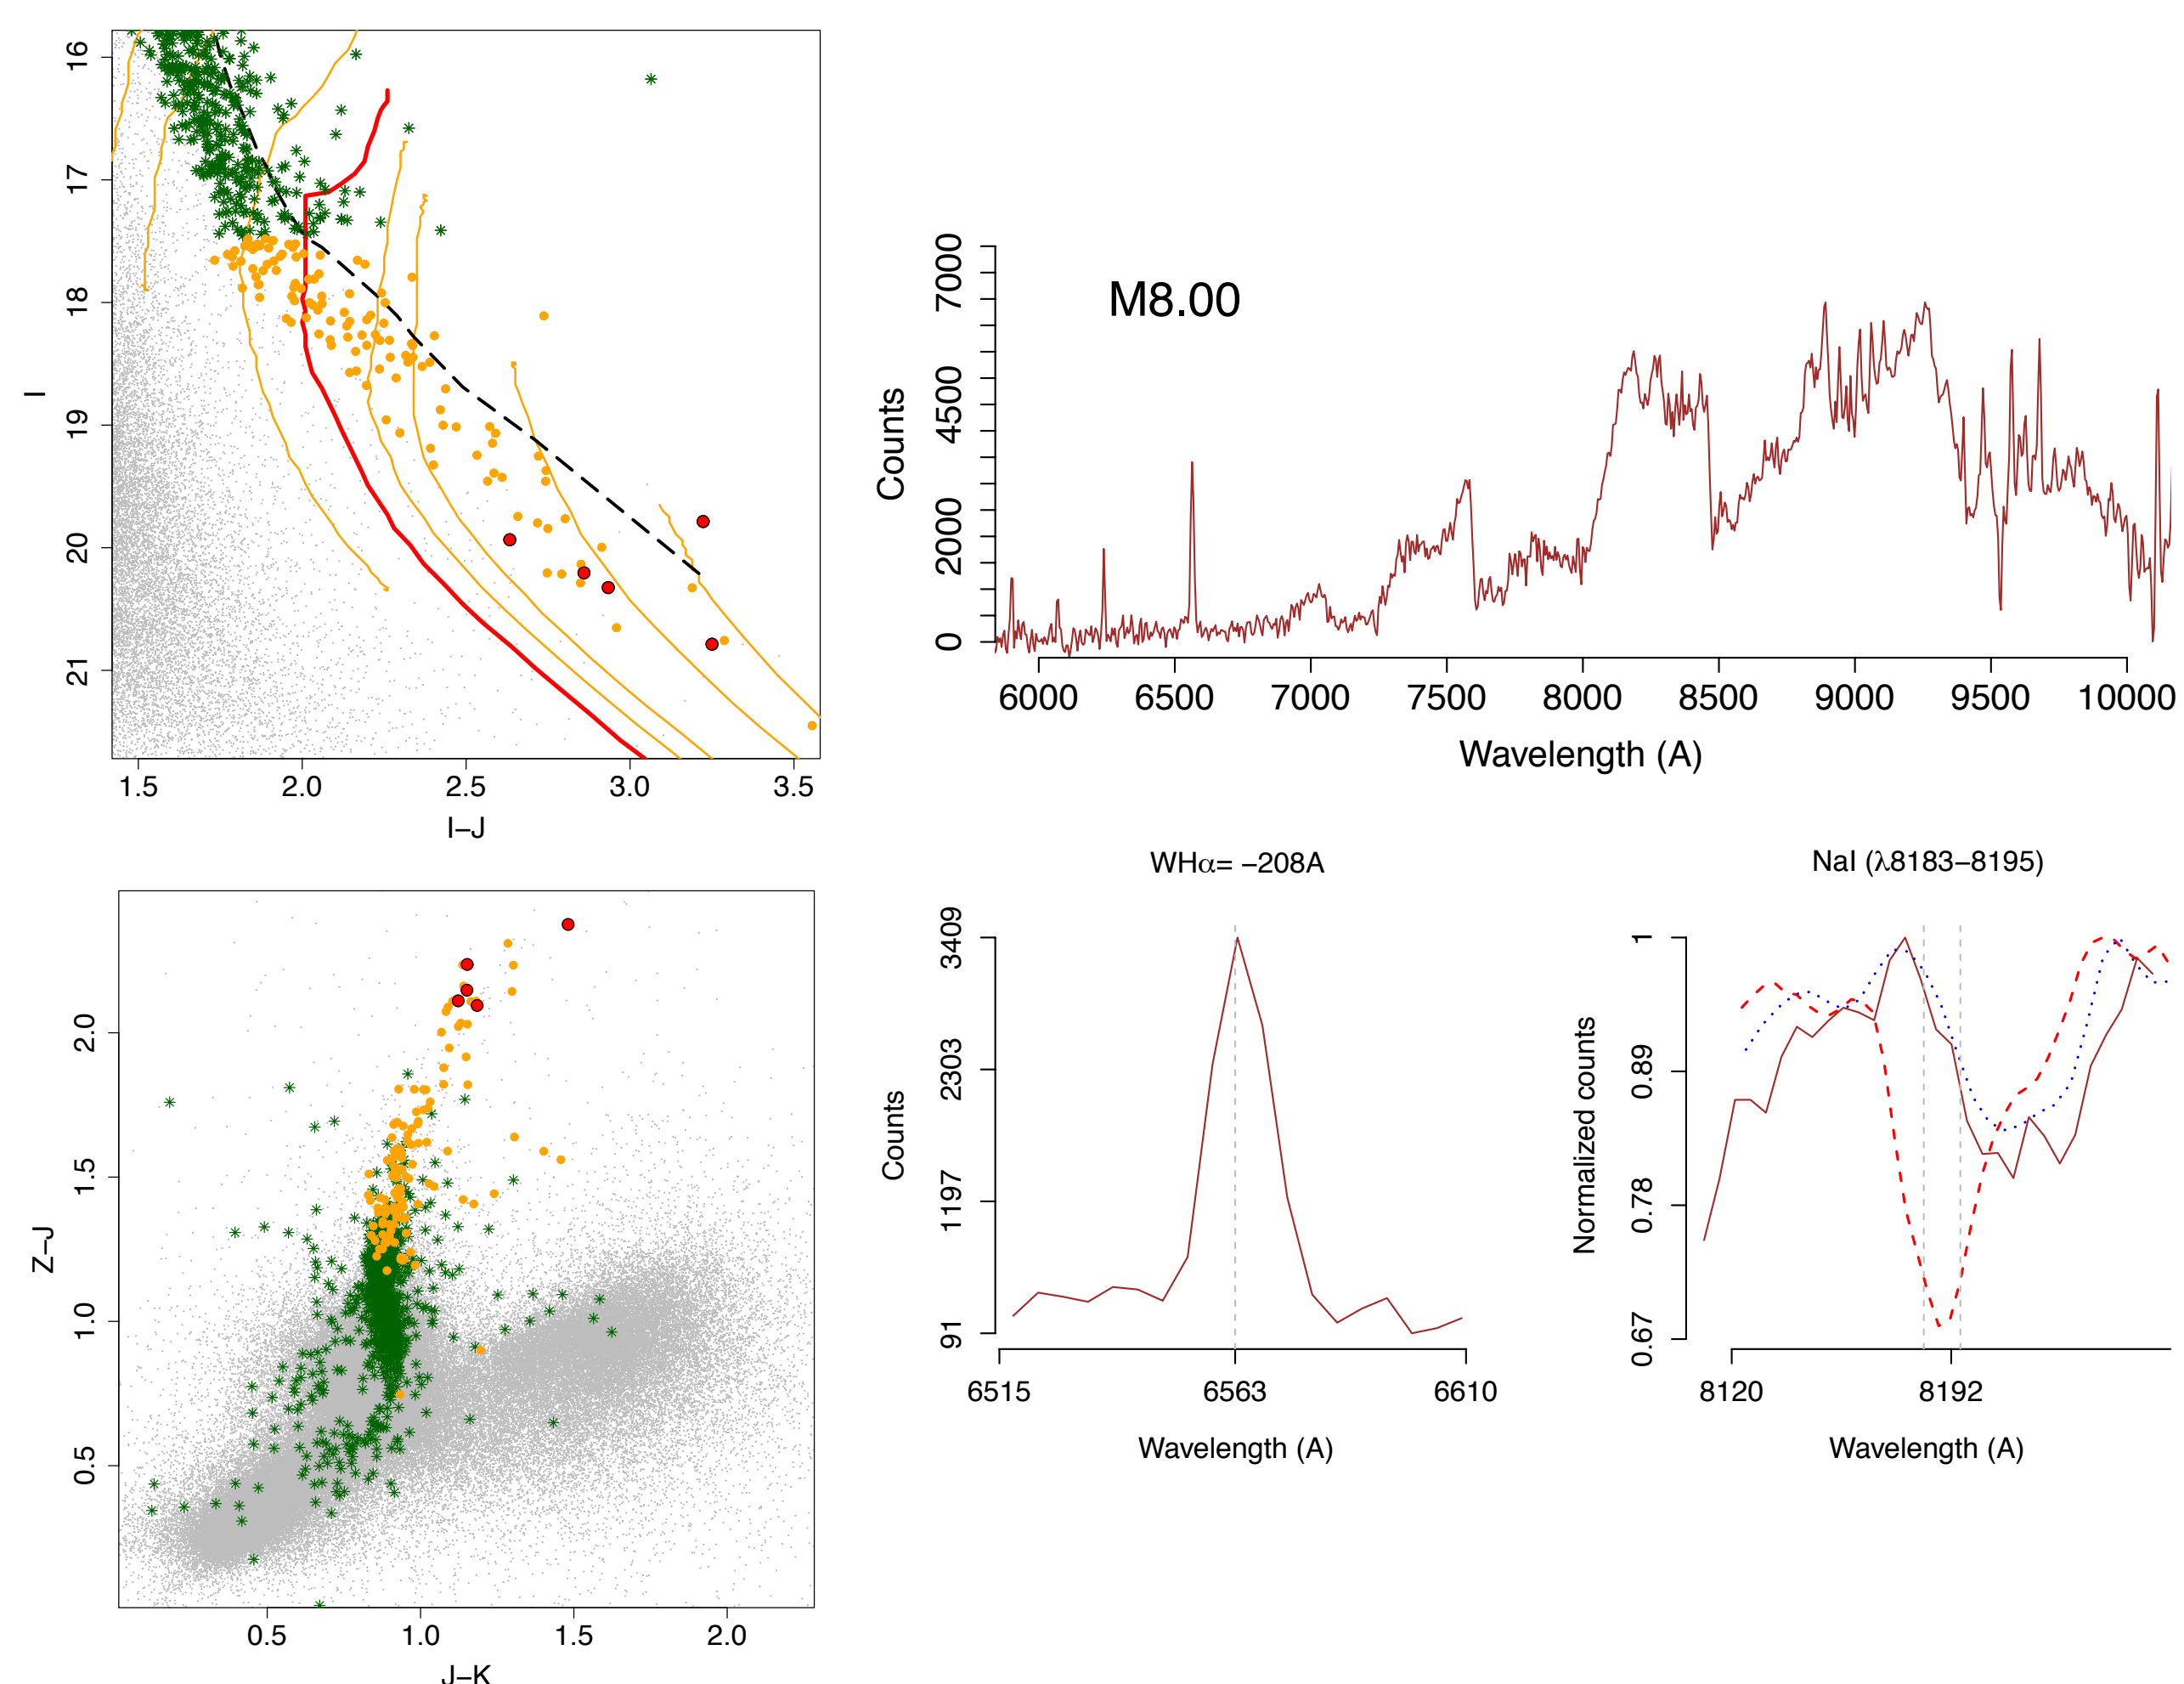 16
17
18
19
20
21
I
1.5 2.0 2.5 3.0 3.5
I−J
M8.00
7000
4500
2000
0
Counts
6000 6500 7000 7500 8000 8500 9000 9500 10000
Wavelength (A)
2.0
1.5
1.0
0.5
Z−J
0.5 1.0 1.5 2.0
J−K
WHα= −208A
3409
2303
1197
91
Counts
6515 6563 6610
Wavelength (A)
NaI (λ8183−8195)
1
0.89
0.78
0.67
Normalized counts
8120 8192
Wavelength (A)